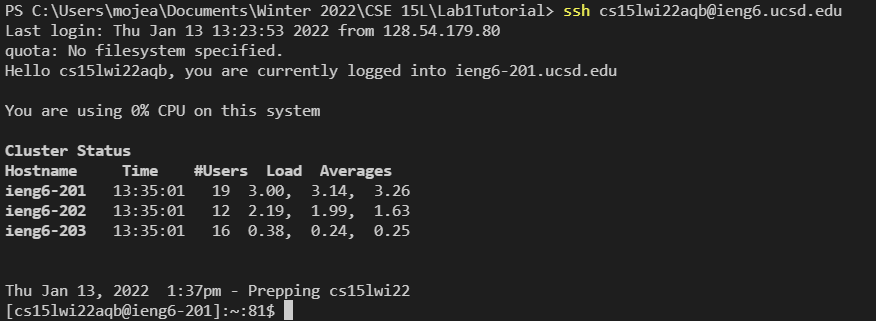 PS C:\Users\mojea\Documents\Winter 2022\CSE 15L\Lab1Tutorial> ssh cs15lwi22aqb@ieng6.ucsd.edu
Last login: Thu Jan 13 13:23:53 2022 from 128.54.179.80
quota: No filesystem specified.
Hello cs15lwi22aqb, you are currently logged into ieng6-201.ucsd.edu
You are using 0% CPU on this system
Cluster Status
Hostname     Time    #Users  Load  Averages
ieng6-201   13:35:01   19  3.00,  3.14,  3.26
ieng6-202   13:35:01   12  2.19,  1.99,  1.63
ieng6-203   13:35:01   16  0.38,  0.24,  0.25
Thu Jan 13, 2022  1:37pm - Prepping cs15lwi22
[cs15lwi22aqb@ieng6-201]:~:81$